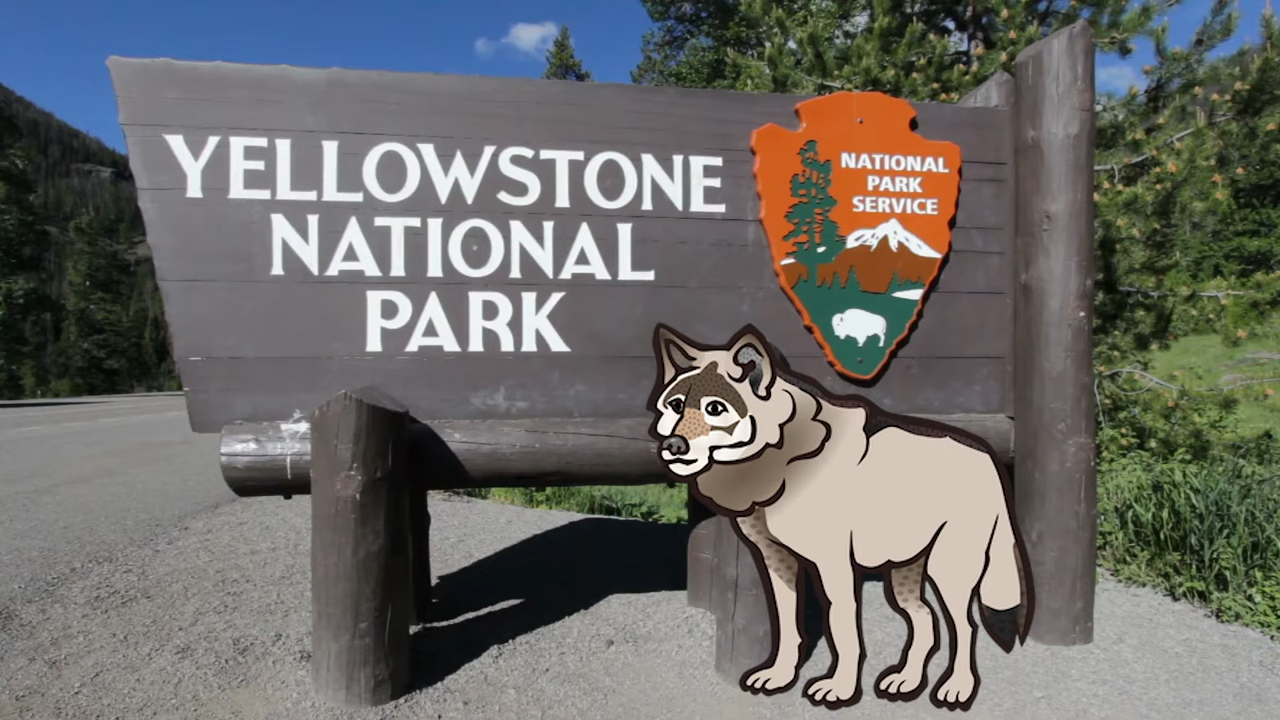 YELLOWSTONE
NATIONAL
PARK
NATIONAL
PARK
SERVICE